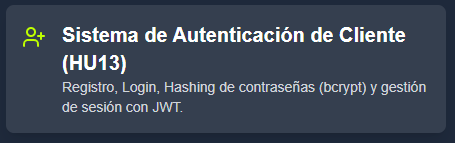 Sistema de Autenticación de Cliente
(HU13)
Registro, Login, Hashing de contraseñas (bcrypt) y gestión
de sesión con JWT.